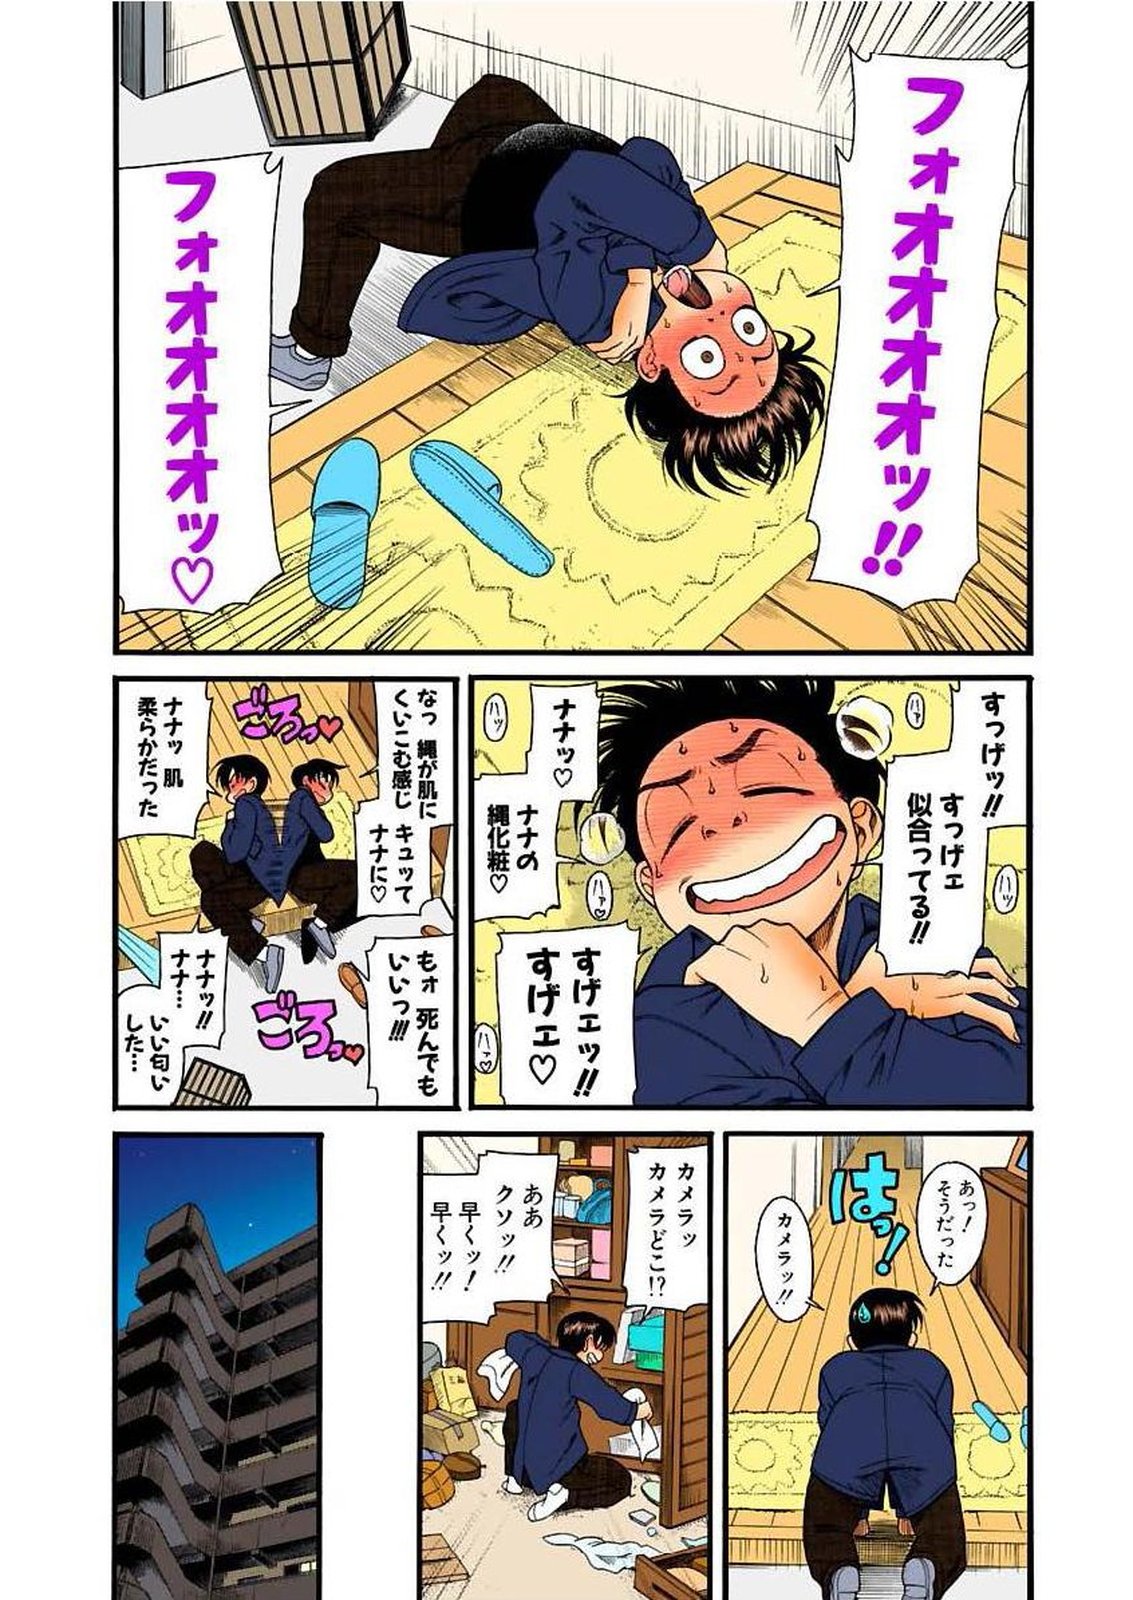 フォオオオオッ!!
フォオオオオッ♡
すっげッ!!
すっげェ
似合ってる!!
ハァ
ハッ
ハッ
ナナッ♡
ナナの
縄化粧♡
ハァ♡
すげェッ!!
すげェ♡
ハァ♡
なっ 縄が肌に
くいこむ感じ
キュッて
ナナに♡
ごろっ♥
ナナッ 肌
柔らかだった
もォ 死んでも
いいっ!!!
ごろっ♥
ナナッ!!
ナナ…
いい匂い
した…
あっ!
そうだった
はっ!
カメラッ!!
カメラッ
カメラどこ!?
ああ
クソッ!!
早〜ッ!
早〜ッ!!